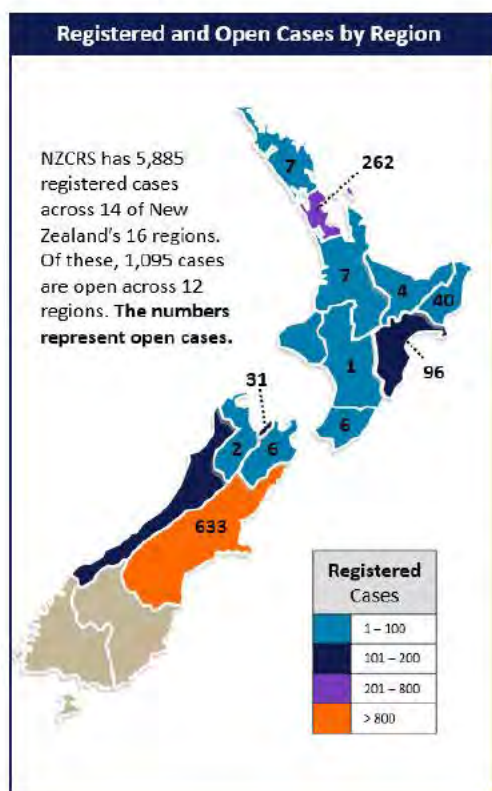 Registered and Open Cases by Region
NZCRS has 5,885
registered cases
across 14 of New
Zealand's 16 regions.
Of these, 1,095 cases
are open across 12
regions. The numbers
represent open cases.
7
262
7
4
40
1
96
31
6
2
6
633
Registered
Cases
1 – 100
101 – 200
201 – 800
> 800